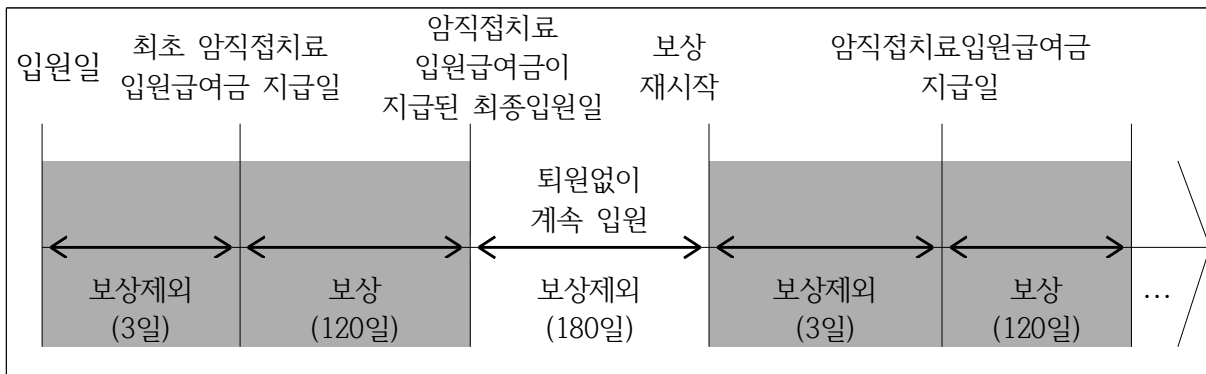 입원일
최초 암직접치료
입원급여금 지급일
암직접치료
입원급여금이
지급된 최종입원일
보상
재시작
암직접치료입원급여금
지급일
퇴원없이
계속 입원
보상제외
(3일)
보상
(120일)
보상제외
(180일)
보상제외
(3일)
보상
(120일)
…